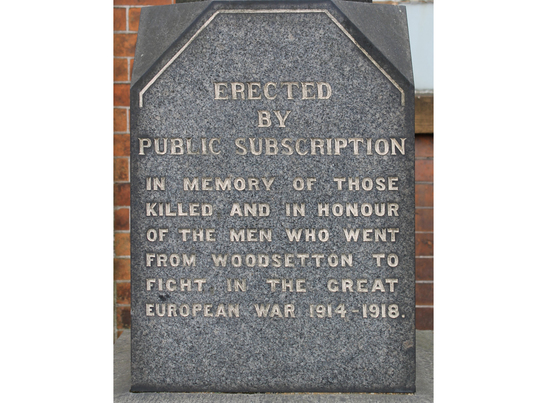 ERECTED
BY
PUBLIC SUBSCRIPTION
IN MEMORY OF THOSE
KILLED AND IN HONOUR
OF THE MEN WHO WENT
FROM WOODSETTON TO
FIGHT IN THE GREAT
EUROPEAN WAR 1914-1918.